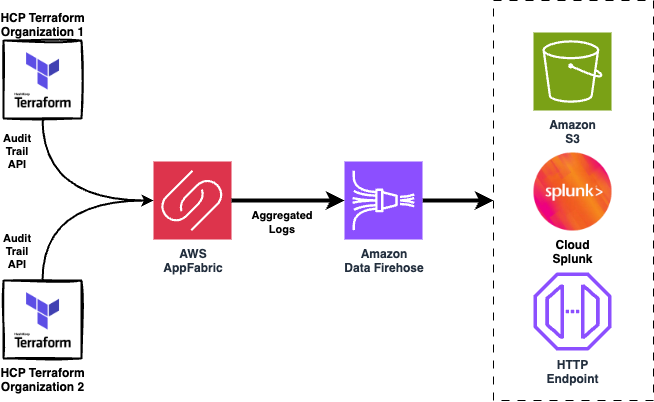 HCP Terraform
Organization 1
HashiCorp
Terraform
Audit
Trail
API
Audit
Trail
API
HashiCorp
Terraform
HCP Terraform
Organization 2
AWS
AppFabric
Aggregated
Logs
Amazon
Data Firehose
Amazon
S3
splunk>
Cloud
Splunk
HTTP
Endpoint